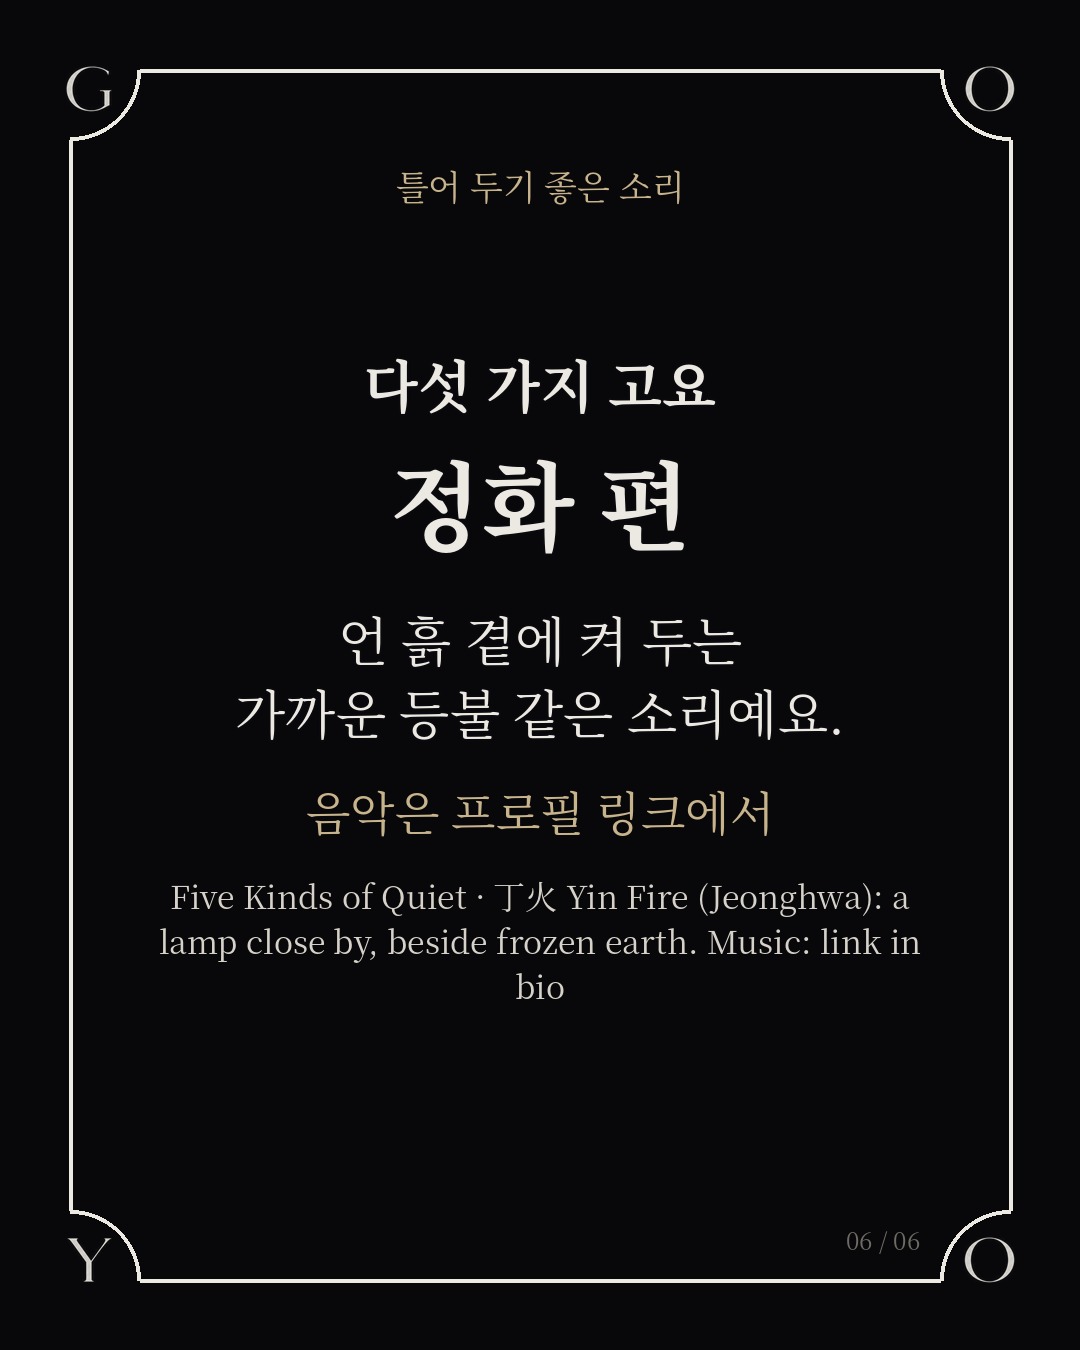 G O
틀어 두기 좋은 소리
다섯 가지 고요
정화 편
언 흙 곁에 켜 두는
가까운 등불 같은 소리예요.
음악은 프로필 링크에서
Five Kinds of Quiet · 丁火 Yin Fire (Jeonghwa): a
lamp close by, beside frozen earth. Music: link in
bio
06 / 06
Y O